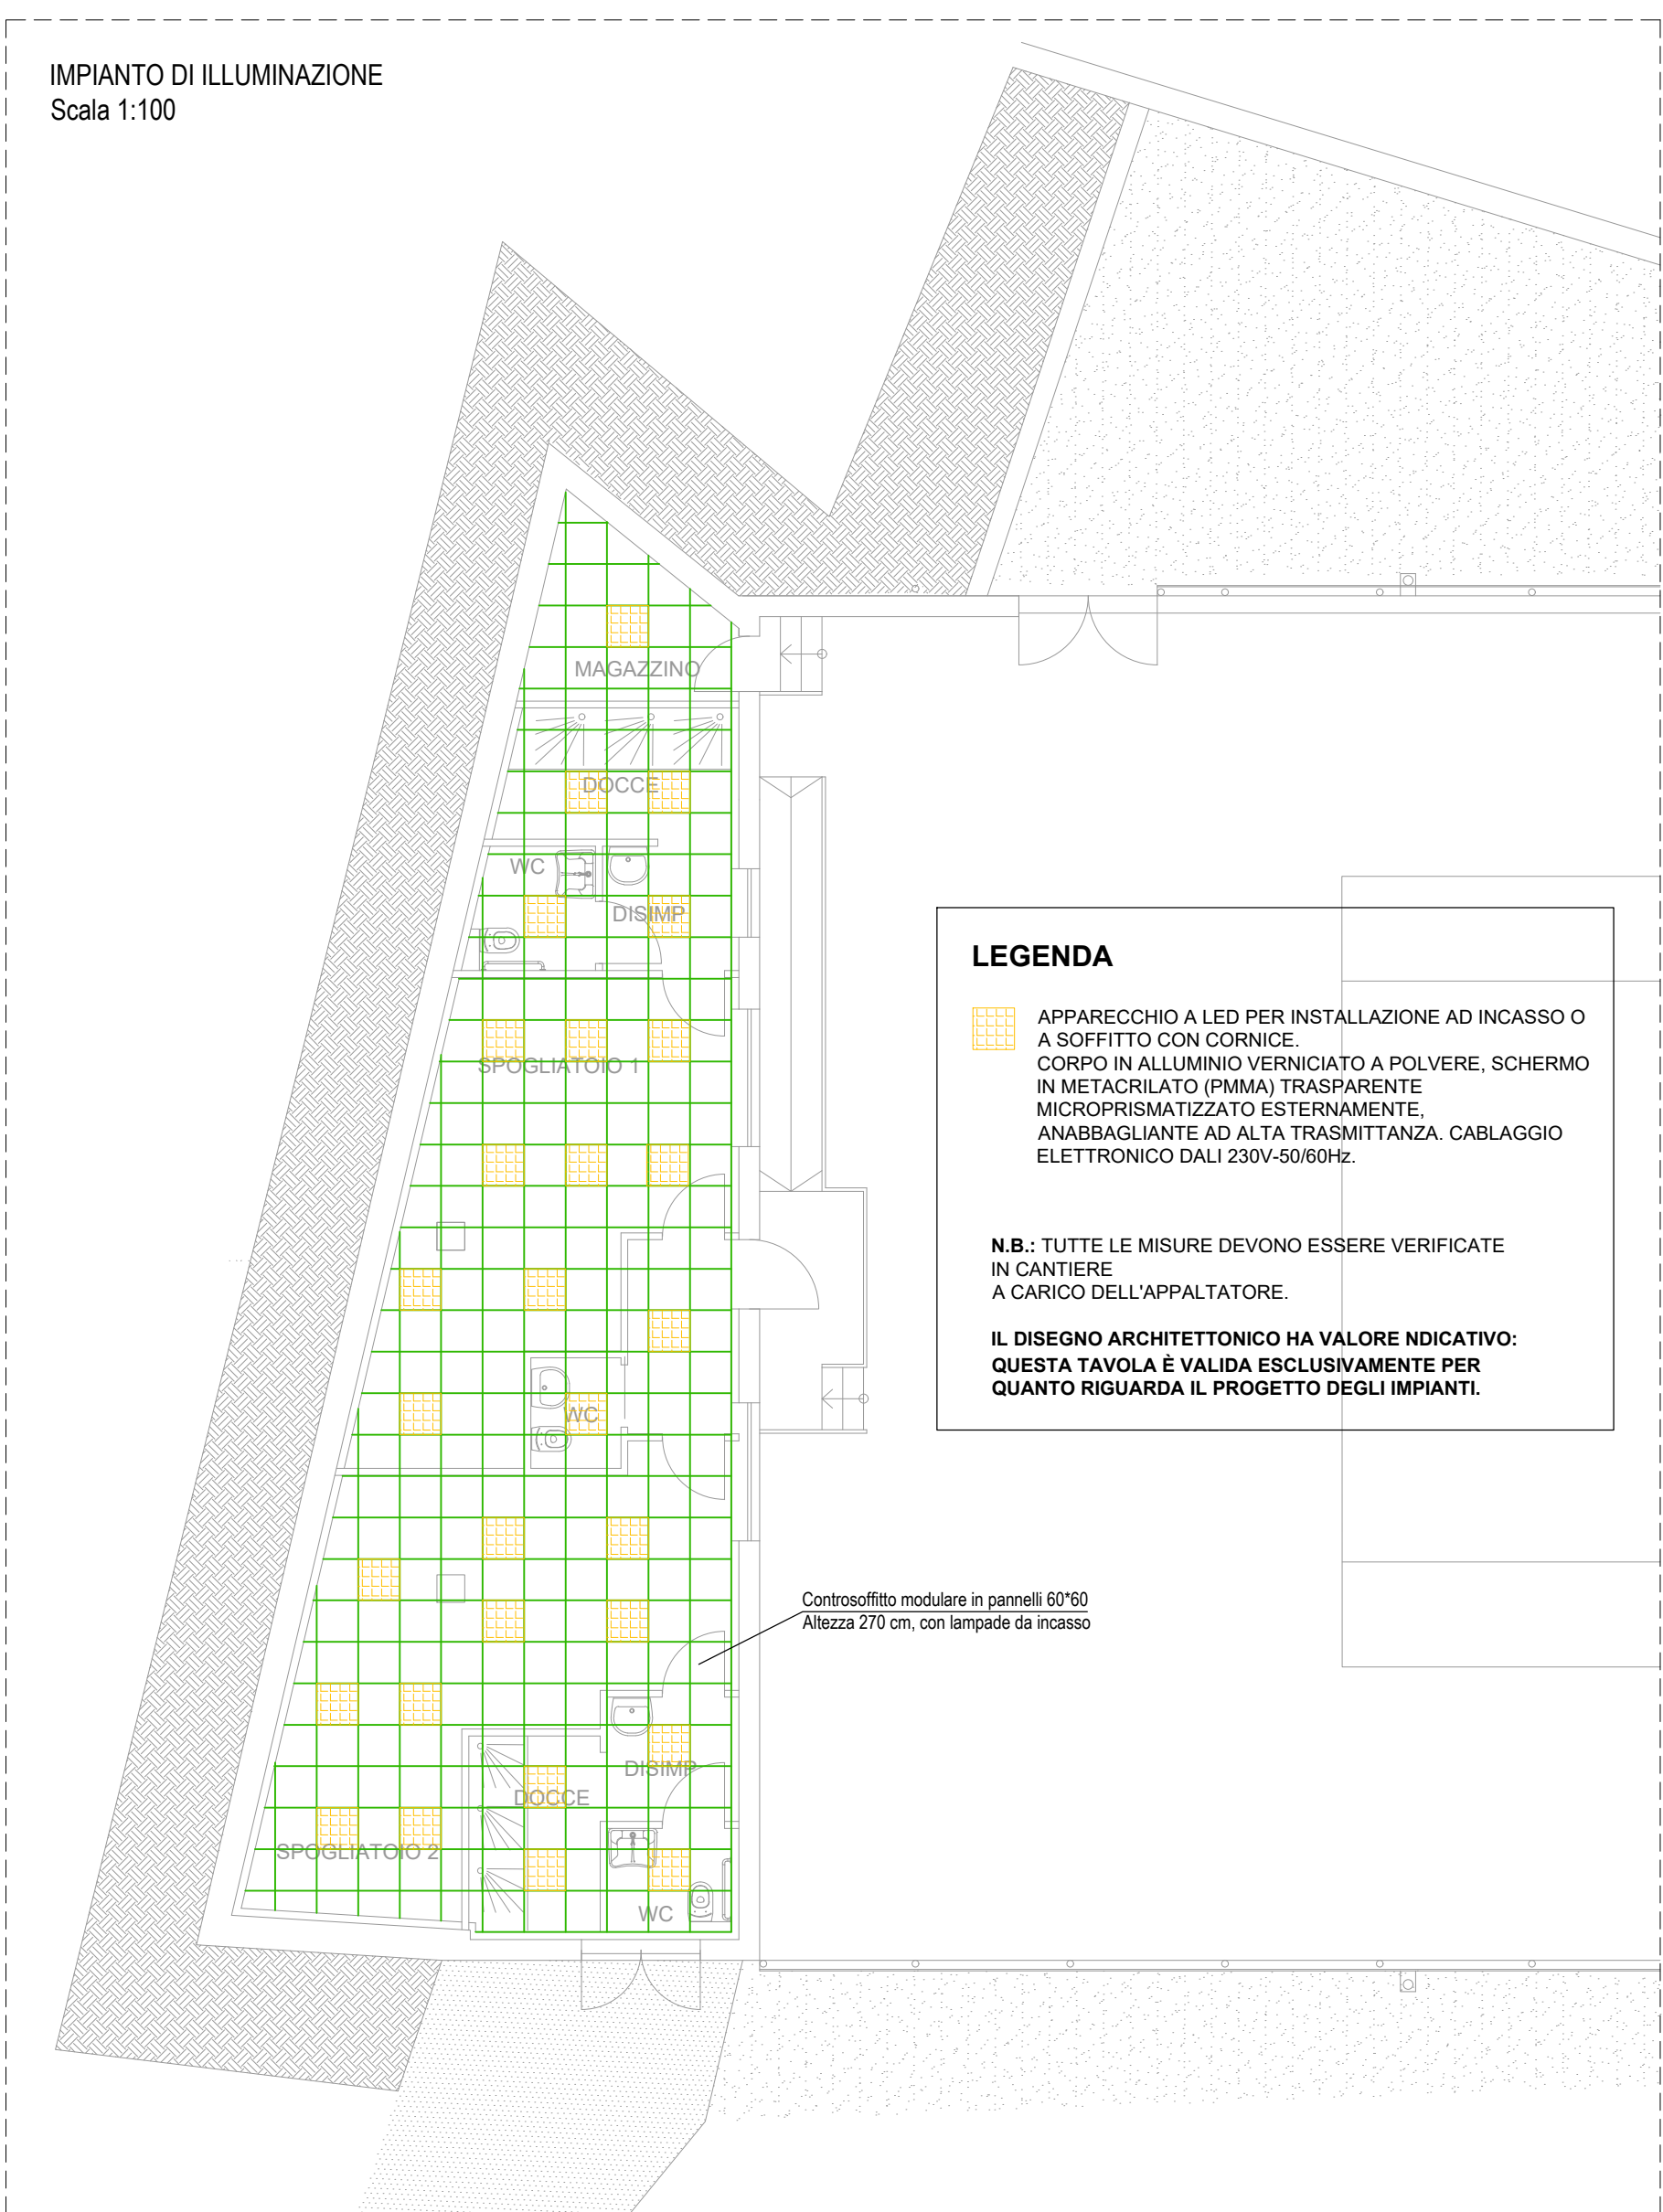 IMPIANTO DI ILLUMINAZIONE
Scala 1:100
MAGAZZINO
DOCCE
WC
DISIMP
SPOGLIATOIO 1
WC
DISIMP
DOCCE
SPOGLIATOIO 2
WC
Controsoffitto modulare in pannelli 60*60
Altezza 270 cm, con lampade da incasso
LEGENDA
APPARECCHIO A LED PER INSTALLAZIONE AD INCASSO O
A SOFFITTO CON CORNICE.
CORPO IN ALLUMINIO VERNICIATO A POLVERE, SCHERMO
IN METACRILATO (PMMA) TRASPARENTE
MICROPRISMATIZZATO ESTERNAMENTE,
ANABBAGLIANTE AD ALTA TRASMITTANZA. CABLAGGIO
ELETTRONICO DALI 230V-50/60Hz.
N.B.: TUTTE LE MISURE DEVONO ESSERE VERIFICATE
IN CANTIERE
A CARICO DELL'APPALTATORE.
IL DISEGNO ARCHITETTONICO HA VALORE NDICATIVO:
QUESTA TAVOLA È VALIDA ESCLUSIVAMENTE PER
QUANTO RIGUARDA IL PROGETTO DEGLI IMPIANTI.